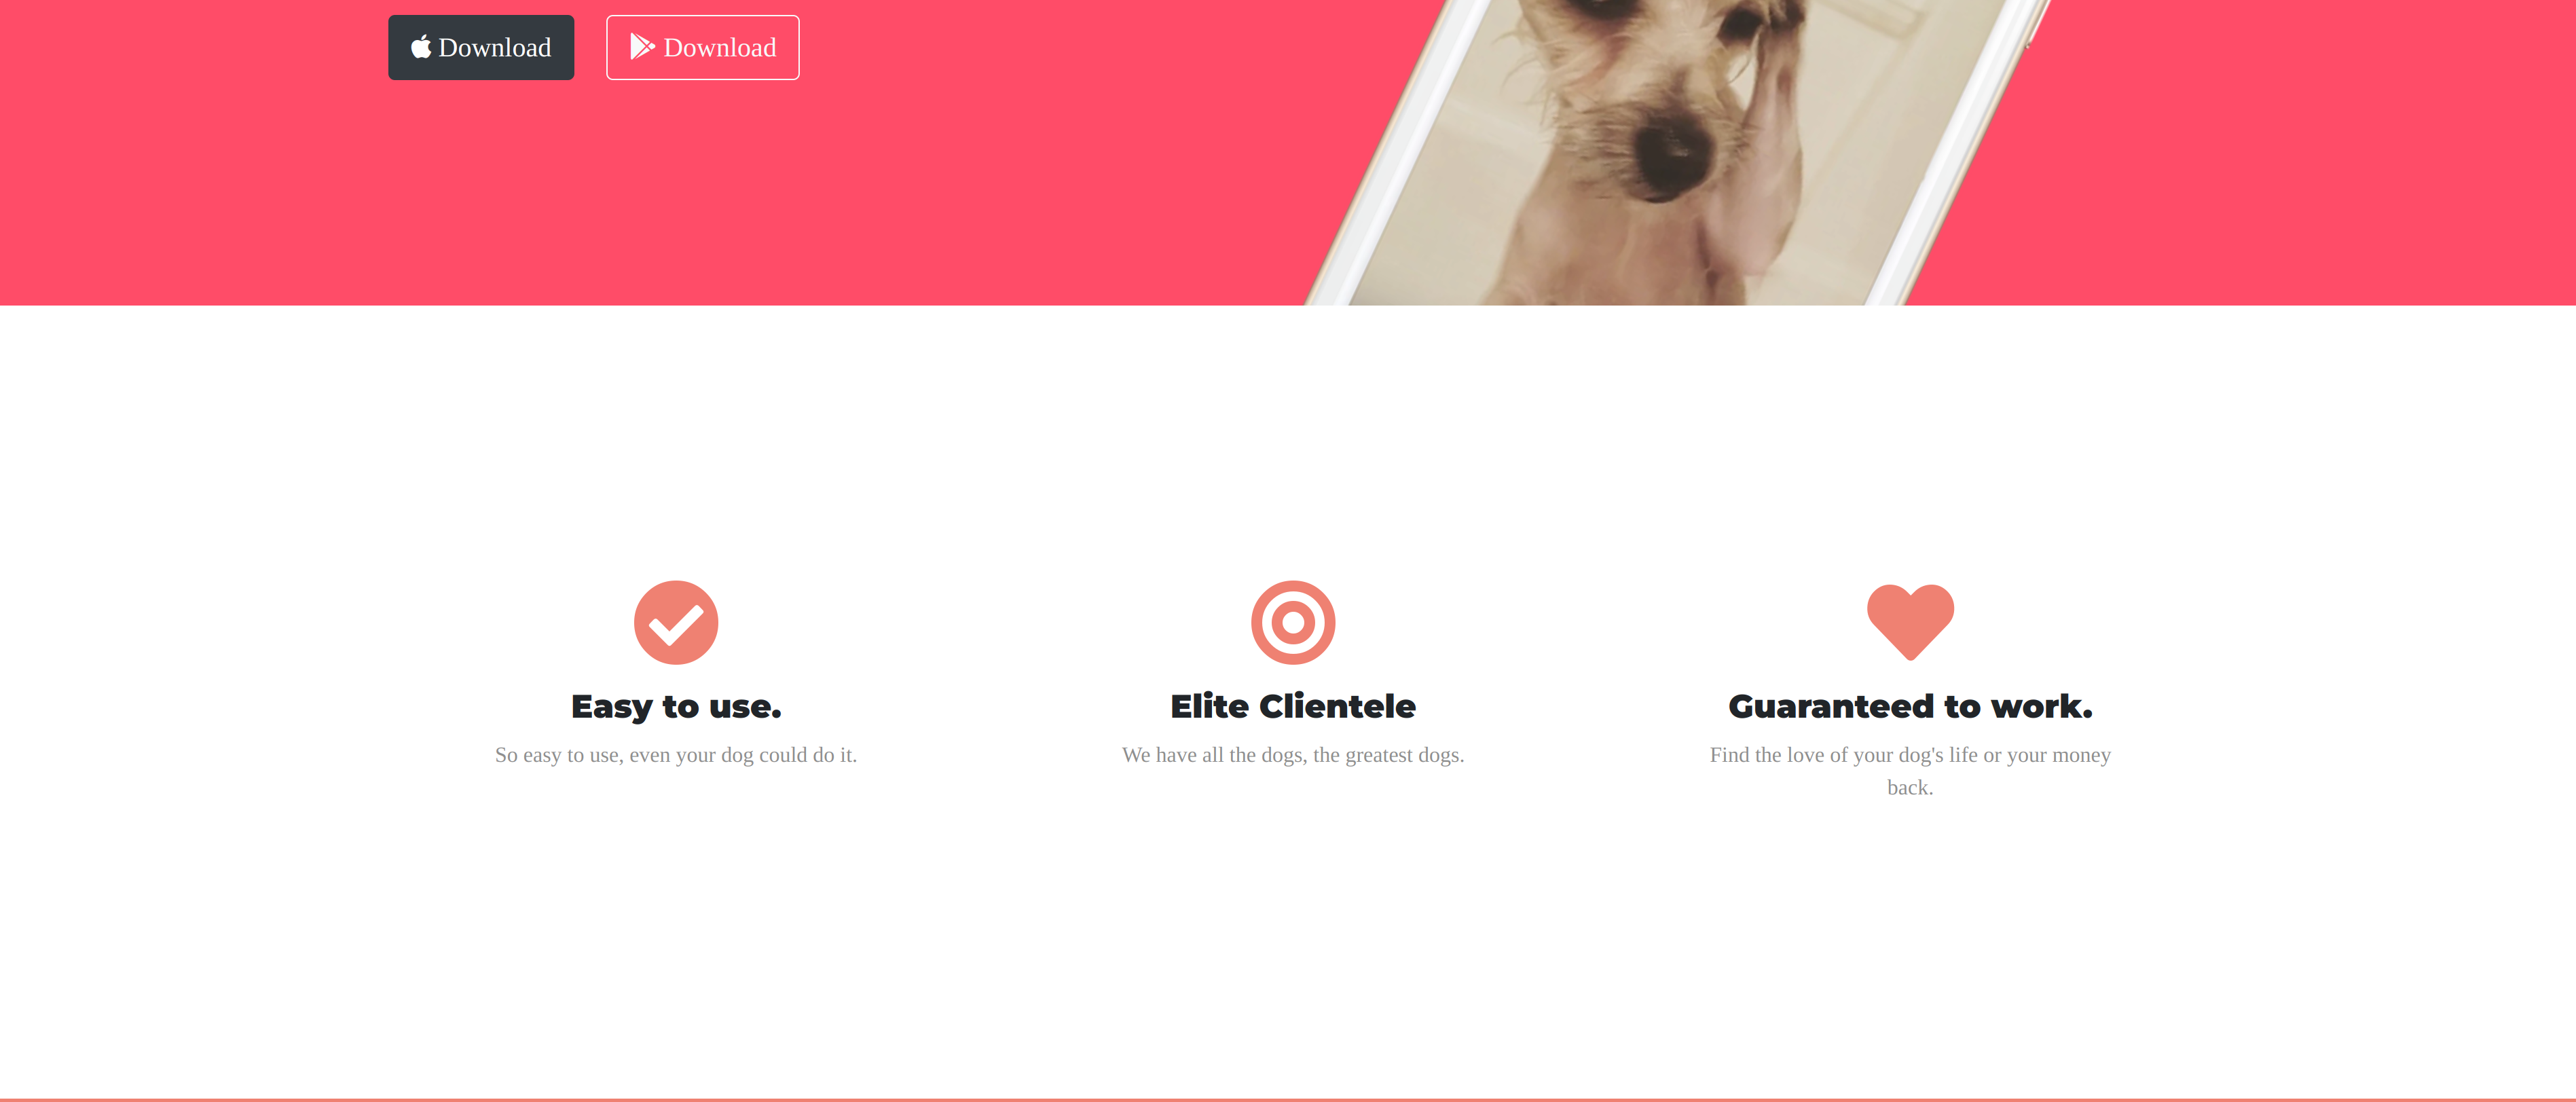 Download
Download
Easy to use.
So easy to use, even your dog could do it.
Elite Clientele
We have all the dogs, the greatest dogs.
Guaranteed to work.
Find the love of your dog's life or your money
back.